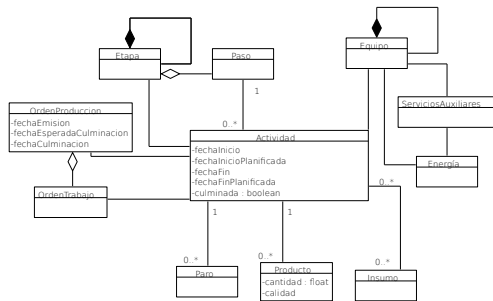 Etapa
Paso
Equipo
1
ServiciosAuxiliares
OrdenProduccion
-fechaEmision
-fechaEsperadaCulminacion
-fechaCulminacion
0..*
Actividad
-fechaInicio
-fechaInicioPlanificada
-fechaFin
-fechaFinPlanificada
-culminada : boolean
Energía
OrdenTrabajo
0..*
1
1
0..*
0..*
0..*
Paro
Producto
-cantidad : float
-calidad
Insumo